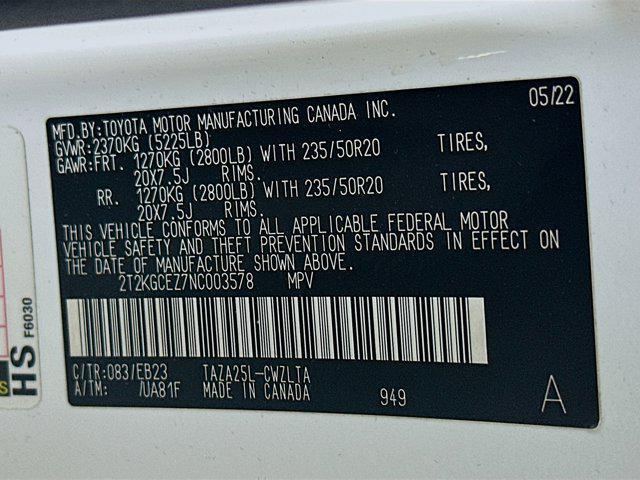 05/22
MFD.BY:TOYOTA MOTOR MANUFACTURING CANADA INC.
GVWR:2370KG (5225LB)
GAWR:FRT. 1270KG (2800LB) WITH 235/50R20 TIRES,
20X7.5J RIMS.
RR. 1270KG (2800LB) WITH 235/50R20 TIRES,
20X7.5J RIMS.
THIS VEHICLE CONFORMS TO ALL APPLICABLE FEDERAL MOTOR
VEHICLE SAFETY AND THEFT PREVENTION STANDARDS IN EFFECT ON
THE DATE OF MANUFACTURE SHOWN ABOVE.
2T2KGCEZ7NC003578 MPV
C/TR:083/EB23 TAZA25L-CWZLTA
A/TM: /UA81F MADE IN CANADA 949 A
HS F6030
S